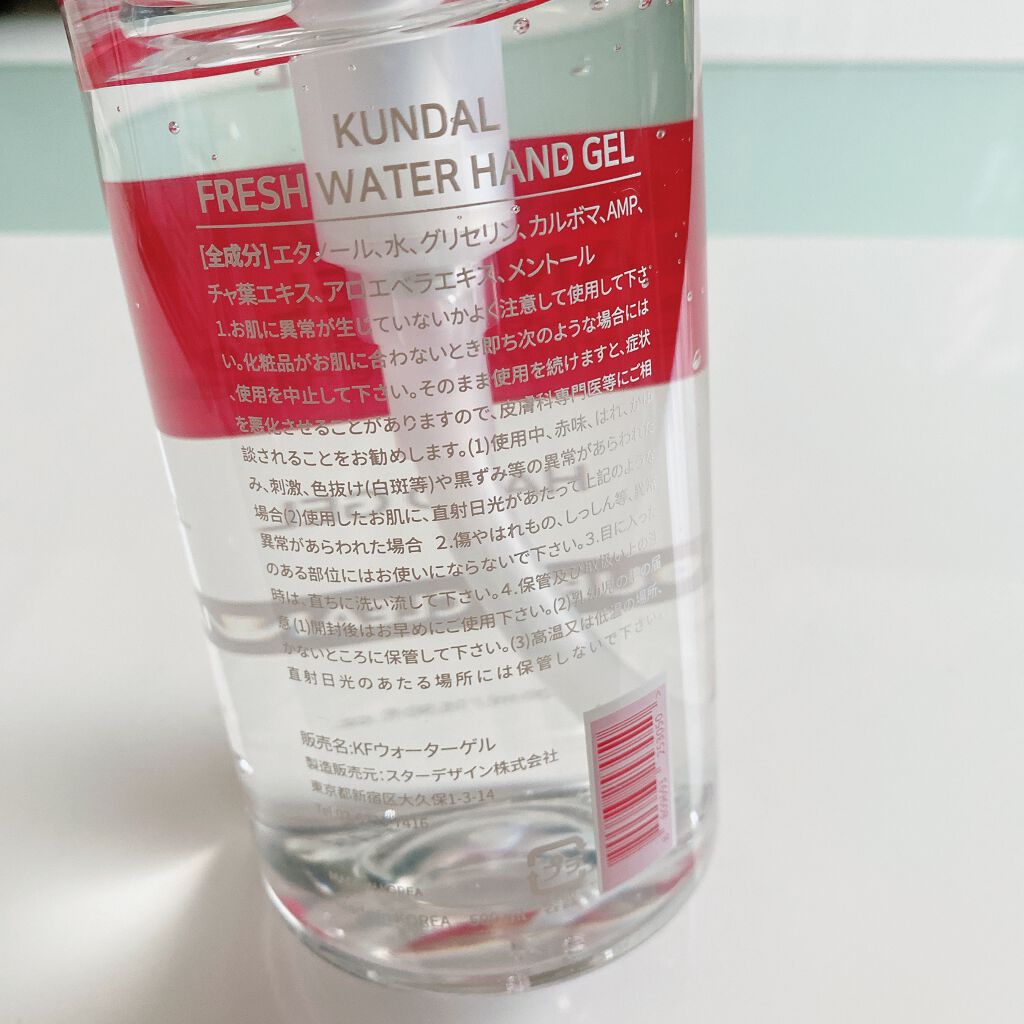 KUNDAL
FRESH WATER HAND GEL
[全成分]エタノール、水、グリセリン、カルボマ、AMP、
チャ葉エキス、アロエベラエキス、メントール
1.お肌に異常が生じていないかよく注意して使用して下さ
い。化粧品がお肌に合わないとき即ち次のような場合には
、使用を中止して下さい。そのまま使用を続けますと、症状
を悪化させることがありますので、皮膚科専門医等にご相
談されることをお勧めします。(1)使用中、赤味、はれ、かゆ
み、刺激、色抜け(白斑等)や黒ずみ等の異常があらわれた
場合(2)使用したお肌に、直射日光があたって上記のような
異常があらわれた場合 2.傷やはれもの、しっしん等、異常
のある部位にはお使いにならないで下さい。3.目に入った
時は、直ちに洗い流して下さい。4.保管及び取扱い上の注
意(1)開封後はお早めにご使用下さい。(2)乳幼児の手の届
かないところに保管して下さい。(3)高温又は低温の場所、
直射日光のあたる場所には保管しないで下さい。
販売名:KFウォーターゲル
製造販売元:スターデザイン株式会社
東京都新宿区大久保1-3-14
プラ
KOREA
KOREA